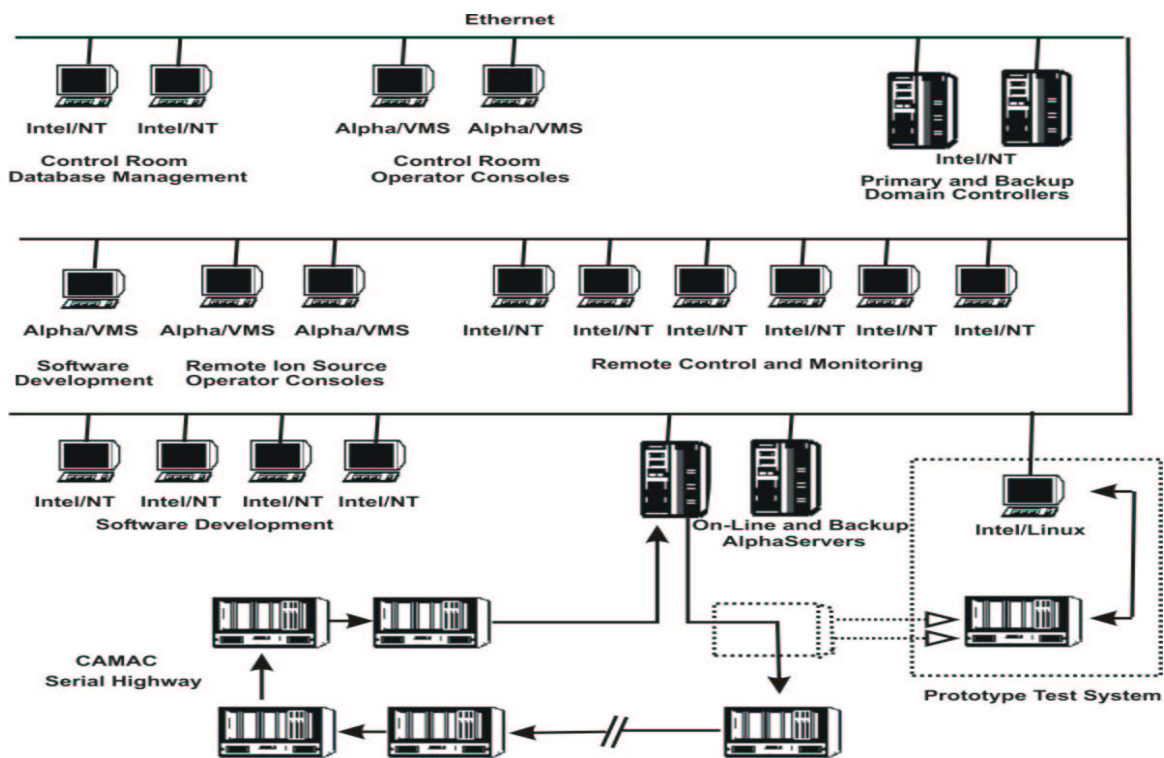 Ethernet
Intel/NT Intel/NT Alpha/VMS Alpha/VMS
Control Room
Database Management
Control Room
Operator Consoles
Intel/NT
Primary and Backup
Domain Controllers
Alpha/VMS Alpha/VMS Alpha/VMS Intel/NT Intel/NT Intel/NT Intel/NT Intel/NT Intel/NT
Software
Development
Remote Ion Source
Operator Consoles
Remote Control and Monitoring
Intel/NT Intel/NT Intel/NT Intel/NT
Software Development
On-Line and Backup
AlphaServers
Intel/Linux
CAMAC
Serial Highway
Prototype Test System